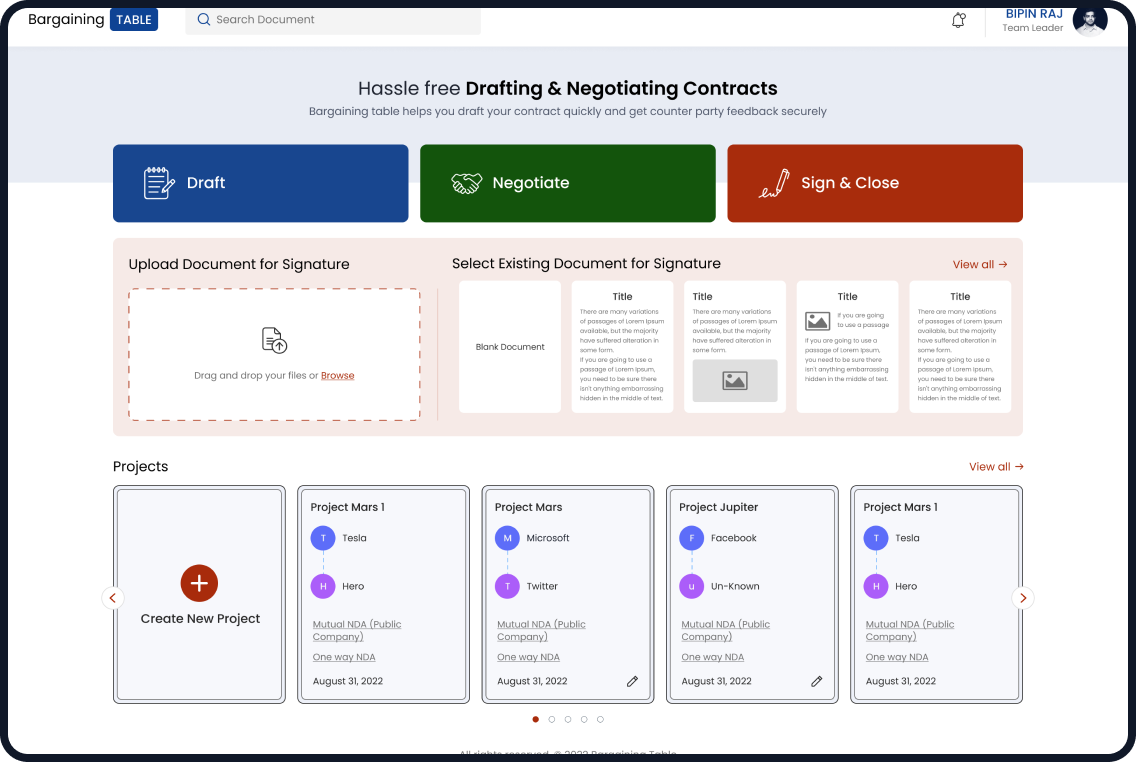 Bargaining TABLE
Search Document
BIPIN RAJ
Team Leader
Hassle free Drafting & Negotiating Contracts
Bargaining table helps you draft your contract quickly and get counter party feedback securely
Draft
Negotiate
Sign & Close
Upload Document for Signature
Drag and drop your files or Browse
Select Existing Document for Signature
View all →
Blank Document
Title
There are many variations
of passages of Lorem Ipsum
available, but the majority
have suffered alteration in
some form.
If you are going to use a
passage of Lorem Ipsum,
you need to be sure there
isn't anything embarrassing
hidden in the middle of text.
Title
There are many variations
of passages of Lorem Ipsum
available, but the majority
have suffered alteration in
some form.
Title
If you are going
to use a passage
If you are going to use a
passage of Lorem Ipsum,
you need to be sure there
isn't anything embarrassing
hidden in the middle of test.
Title
There are many variations
of passages of Lorem Ipsum
available, but the majority
have suffered alteration in
some form.
If you are going to use a
passage of Lorem Ipsum,
you need to be sure there
isn't anything embarrassing
hidden in the middle of text.
Projects
View all →
Create New Project
Project Mars 1
T Tesla
H Hero
Mutual NDA (Public
Company)
One way NDA
August 31, 2022
Project Mars
M Microsoft
T Twitter
Mutual NDA (Public
Company)
One way NDA
August 31, 2022
Project Jupiter
F Facebook
u Un-Known
Mutual NDA (Public
Company)
One way NDA
August 31, 2022
Project Mars 1
T Tesla
H Hero
Mutual NDA (Public
Company)
One way NDA
August 31, 2022
All rights reserved. © 2022 Bargaining Table